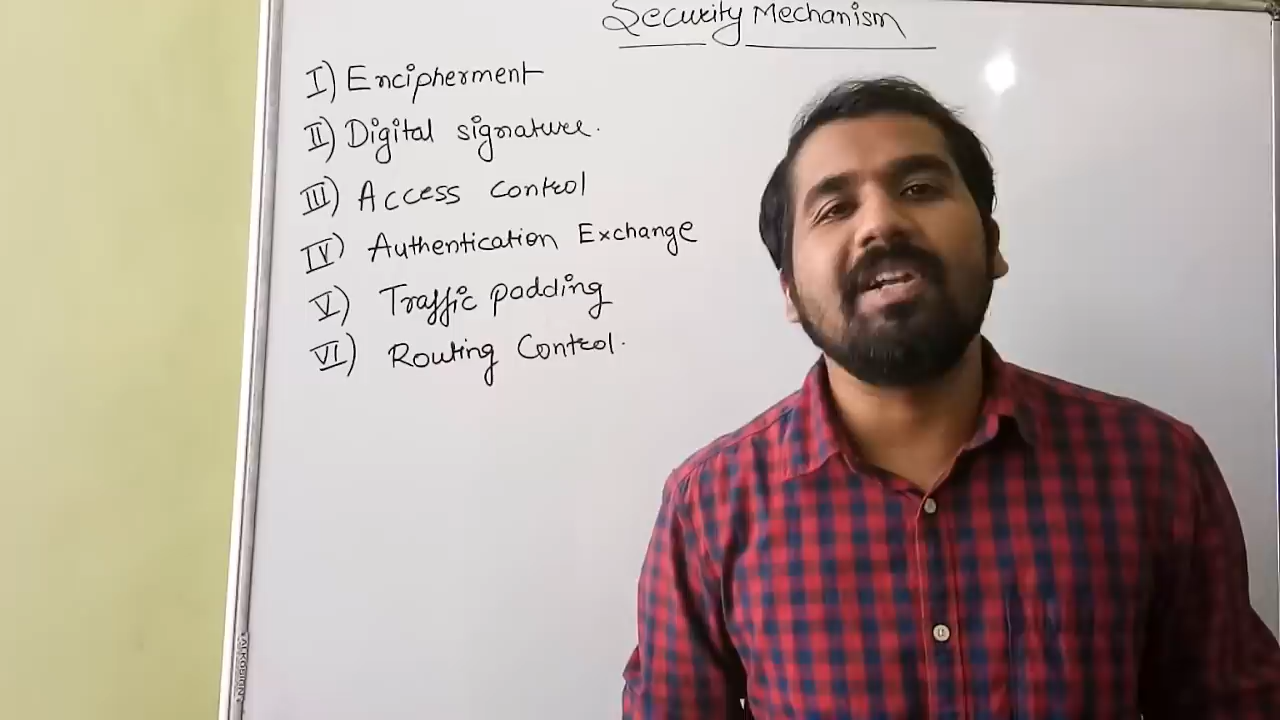 Security Mechanism
I) Encipherment
II) Digital signature.
III) Access control
IV) Authentication Exchange
V) Traffic padding
VI) Routing Control.